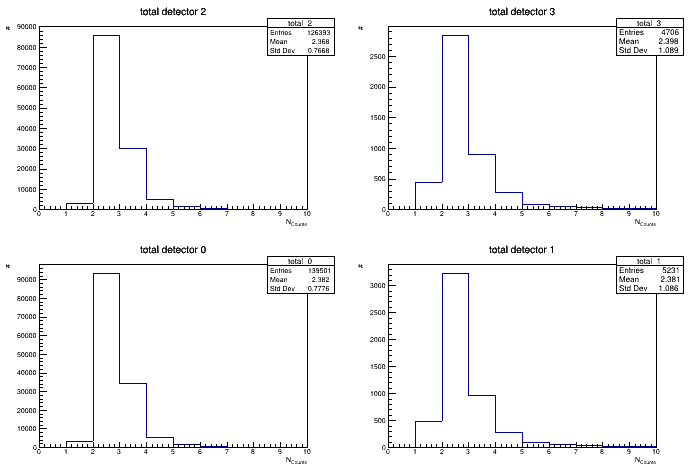 total detector 2
#
total_2
Entries 126393
Mean 2.368
Std Dev 0.7668
90000
80000
70000
60000
50000
40000
30000
20000
10000
0
0 1 2 3 4 5 6 7 8 9 10
NCounts
total detector 3
#
total_3
Entries 4706
Mean 2.398
Std Dev 1.089
2500
2000
1500
1000
500
0
0 1 2 3 4 5 6 7 8 9 10
NCounts
total detector 0
#
total_0
Entries 139501
Mean 2.382
Std Dev 0.7776
90000
80000
70000
60000
50000
40000
30000
20000
10000
0
0 1 2 3 4 5 6 7 8 9 10
NCounts
total detector 1
#
total_1
Entries 5231
Mean 2.381
Std Dev 1.086
3000
2500
2000
1500
1000
500
0
0 1 2 3 4 5 6 7 8 9 10
NCounts